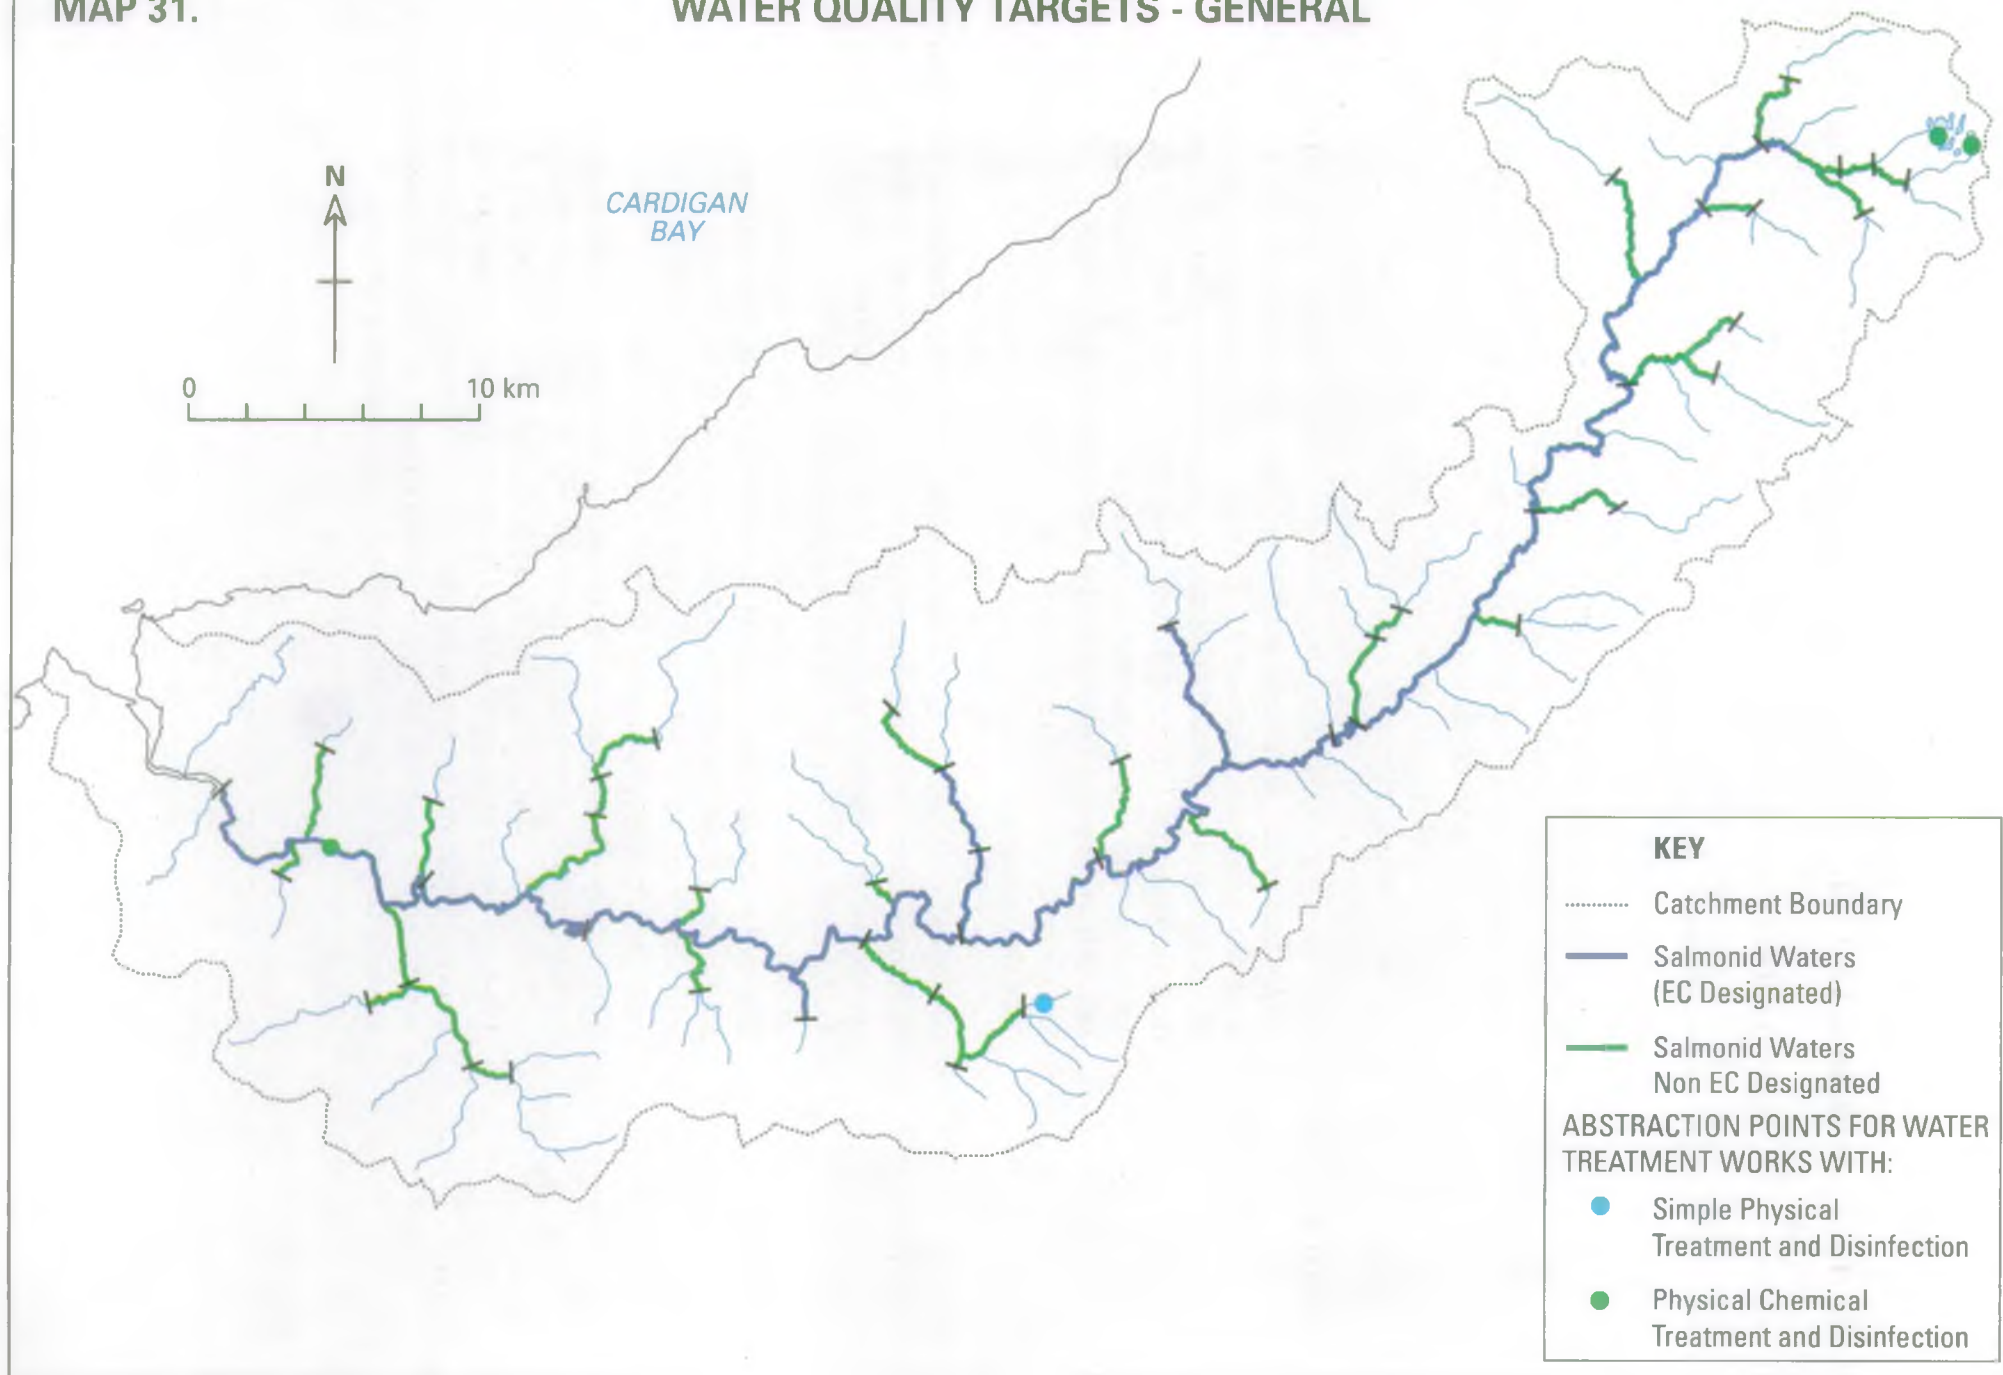 MAP 31.
WATER QUALITY TARGETS - GENERAL
N
CARDIGAN
BAY
0 10 km
KEY
Catchment Boundary
Salmonid Waters
(EC Designated)
Salmonid Waters
Non EC Designated
ABSTRACTION POINTS FOR WATER
TREATMENT WORKS WITH:
Simple Physical
Treatment and Disinfection
Physical Chemical
Treatment and Disinfection